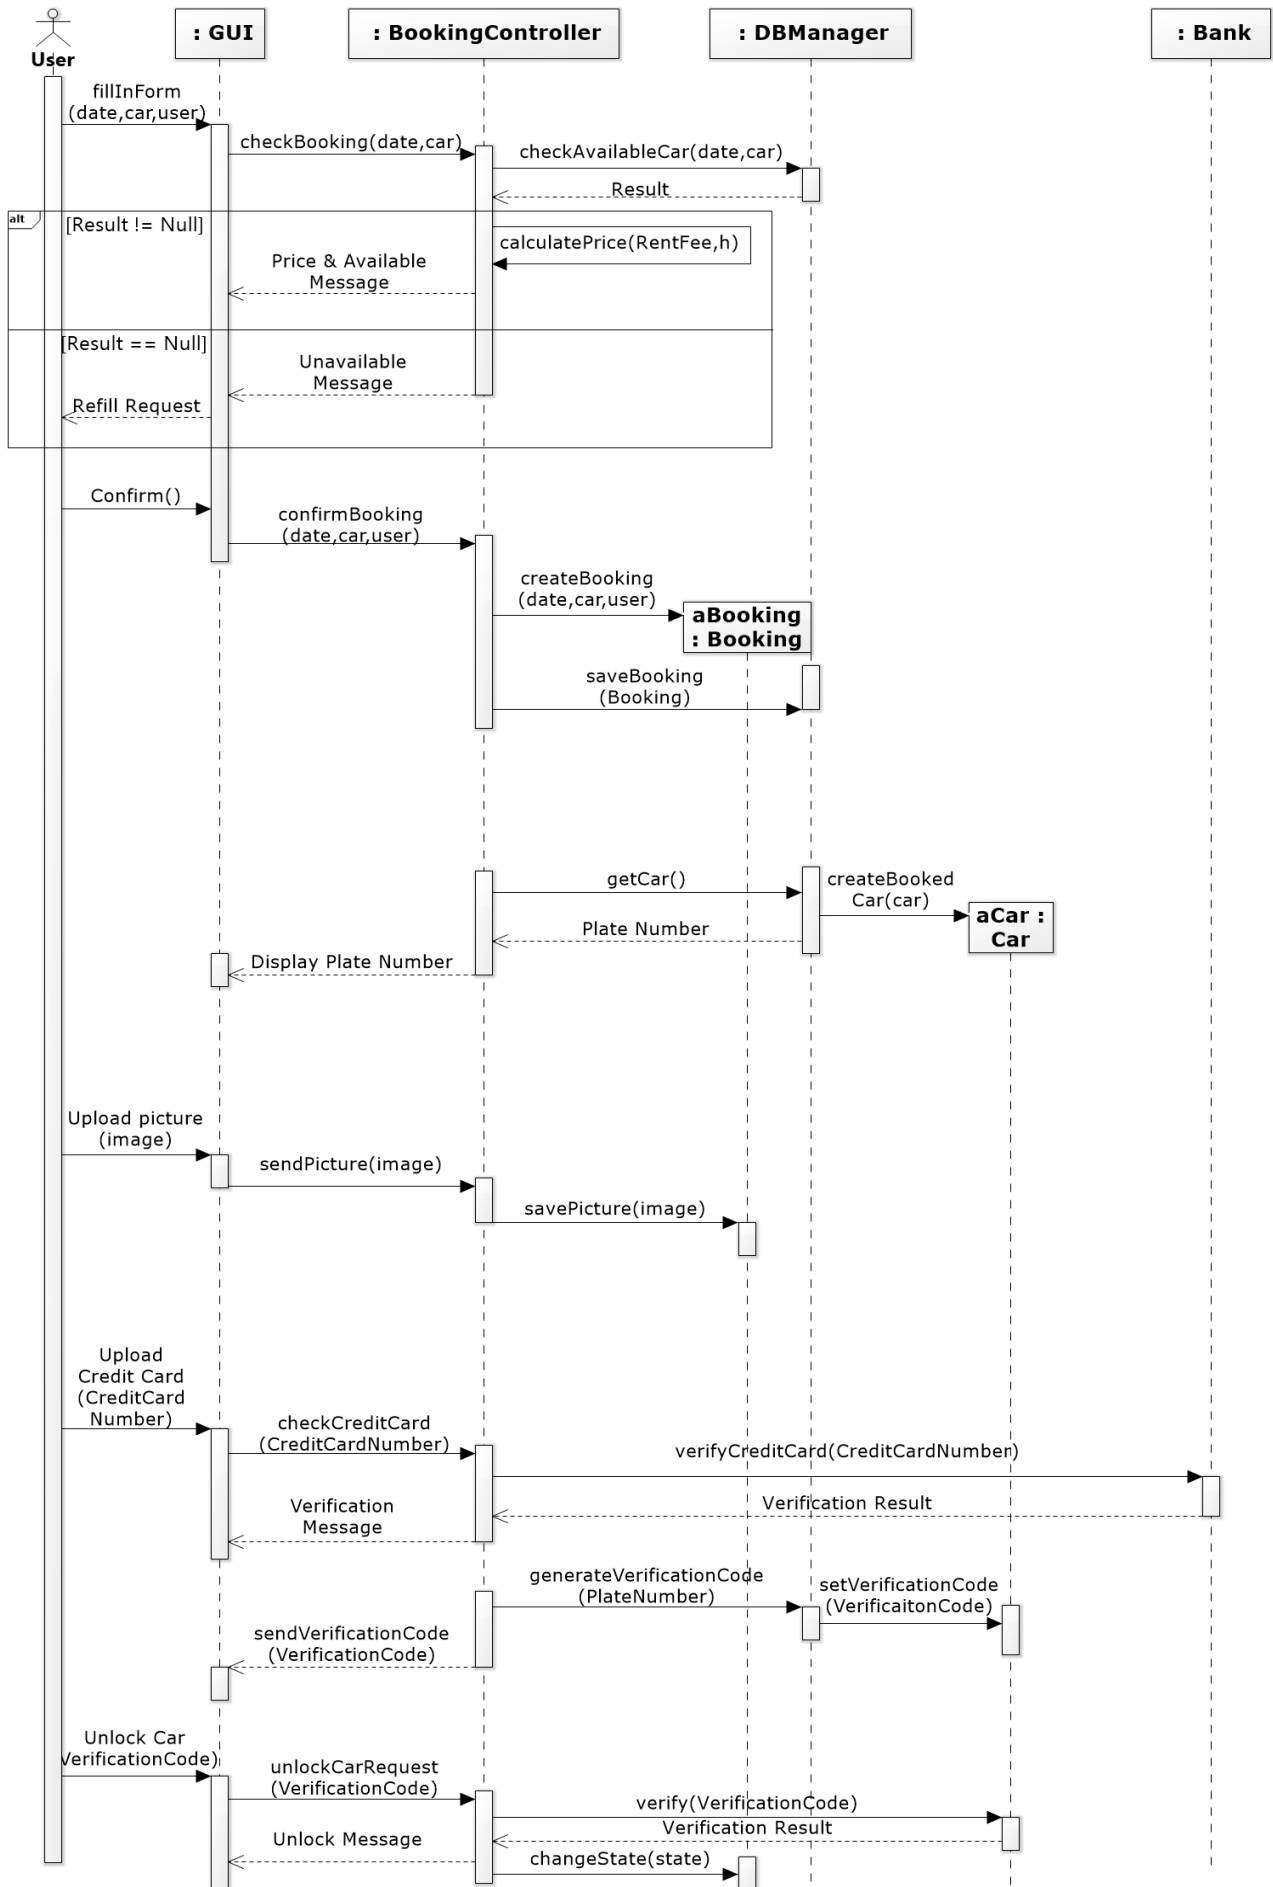 : GUI
: BookingController
: DBManager
: Bank
User
fillInForm
(date,car,user)
checkBooking(date,car)
checkAvailableCar(date,car)
Result
alt
[Result != Null]
calculatePrice(RentFee,h)
Price & Available
Message
[Result == Null]
Unavailable
Message
Refill Request
Confirm()
confirmBooking
(date,car,user)
createBooking
(date,car,user)
aBooking
: Booking
saveBooking
(Booking)
getCar()
createBooked
Car(car)
aCar :
Car
Plate Number
Display Plate Number
Upload picture
(image)
sendPicture(image)
savePicture(image)
Upload
Credit Card
(CreditCard
Number)
checkCreditCard
(CreditCardNumber)
verifyCreditCard(CreditCardNumber)
Verification Result
Verification
Message
generateVerificationCode
(PlateNumber)
setVerificationCode
(VerificaitonCode)
sendVerificationCode
(VerificationCode)
Unlock Car
(VerificationCode)
unlockCarRequest
(VerificationCode)
verify(VerificationCode)
Verification Result
Unlock Message
changeState(state)